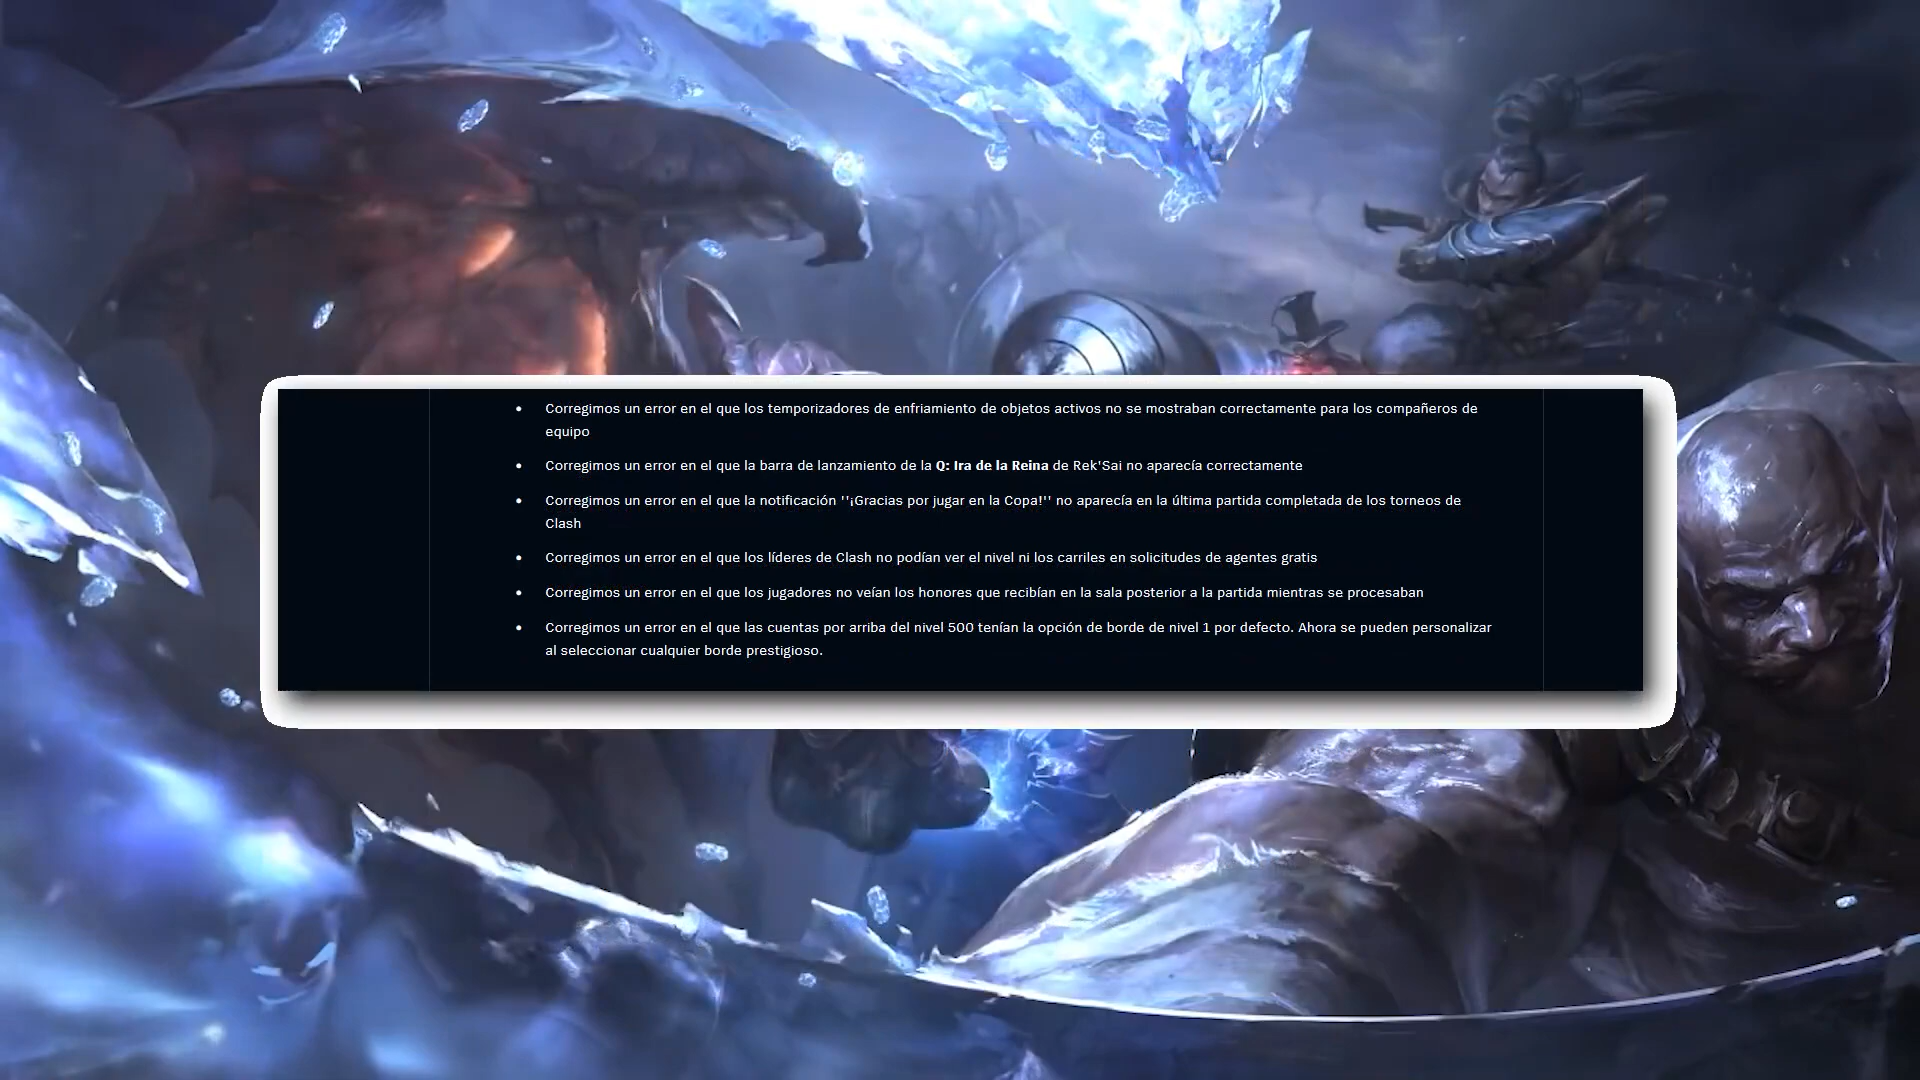 • Corregimos un error en el que los temporizadores de enfriamiento de objetos activos no se mostraban correctamente para los compañeros de
equipo
• Corregimos un error en el que la barra de lanzamiento de la Q: Ira de la Reina de Rek'Sai no aparecía correctamente
• Corregimos un error en el que la notificación ''¡Gracias por jugar en la Copa!'' no aparecía en la última partida completada de los torneos de
Clash
• Corregimos un error en el que los líderes de Clash no podían ver el nivel ni los carriles en solicitudes de agentes gratis
• Corregimos un error en el que los jugadores no veían los honores que recibían en la sala posterior a la partida mientras se procesaban
• Corregimos un error en el que las cuentas por arriba del nivel 500 tenían la opción de borde de nivel 1 por defecto. Ahora se pueden personalizar
al seleccionar cualquier borde prestigioso.